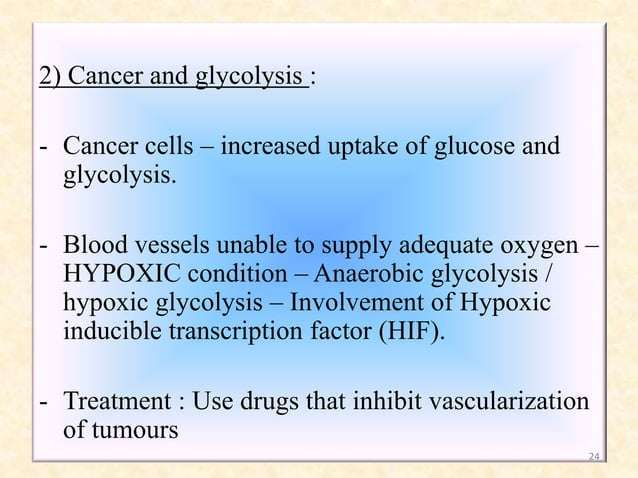 2) Cancer and glycolysis :
- Cancer cells – increased uptake of glucose and
glycolysis.
- Blood vessels unable to supply adequate oxygen –
HYPOXIC condition – Anaerobic glycolysis /
hypoxic glycolysis – Involvement of Hypoxic
inducible transcription factor (HIF).
- Treatment : Use drugs that inhibit vascularization
of tumours
24